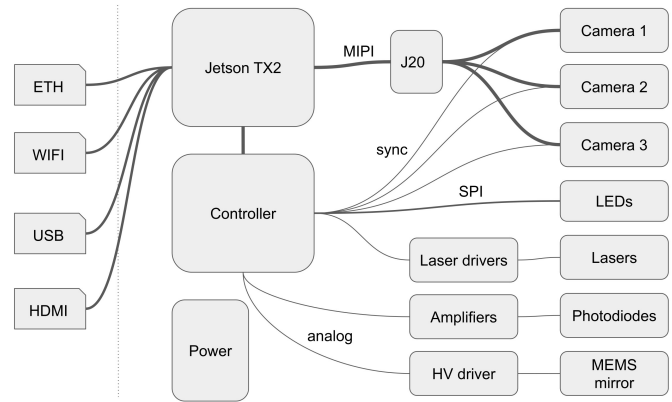 Jetson TX2
MIPI
J20
Camera 1
ETH
Camera 2
WIFI
sync
Camera 3
Controller
SPI
LEDs
USB
Laser drivers
Lasers
HDMI
Amplifiers
Photodiodes
Power
analog
HV driver
MEMS
mirror